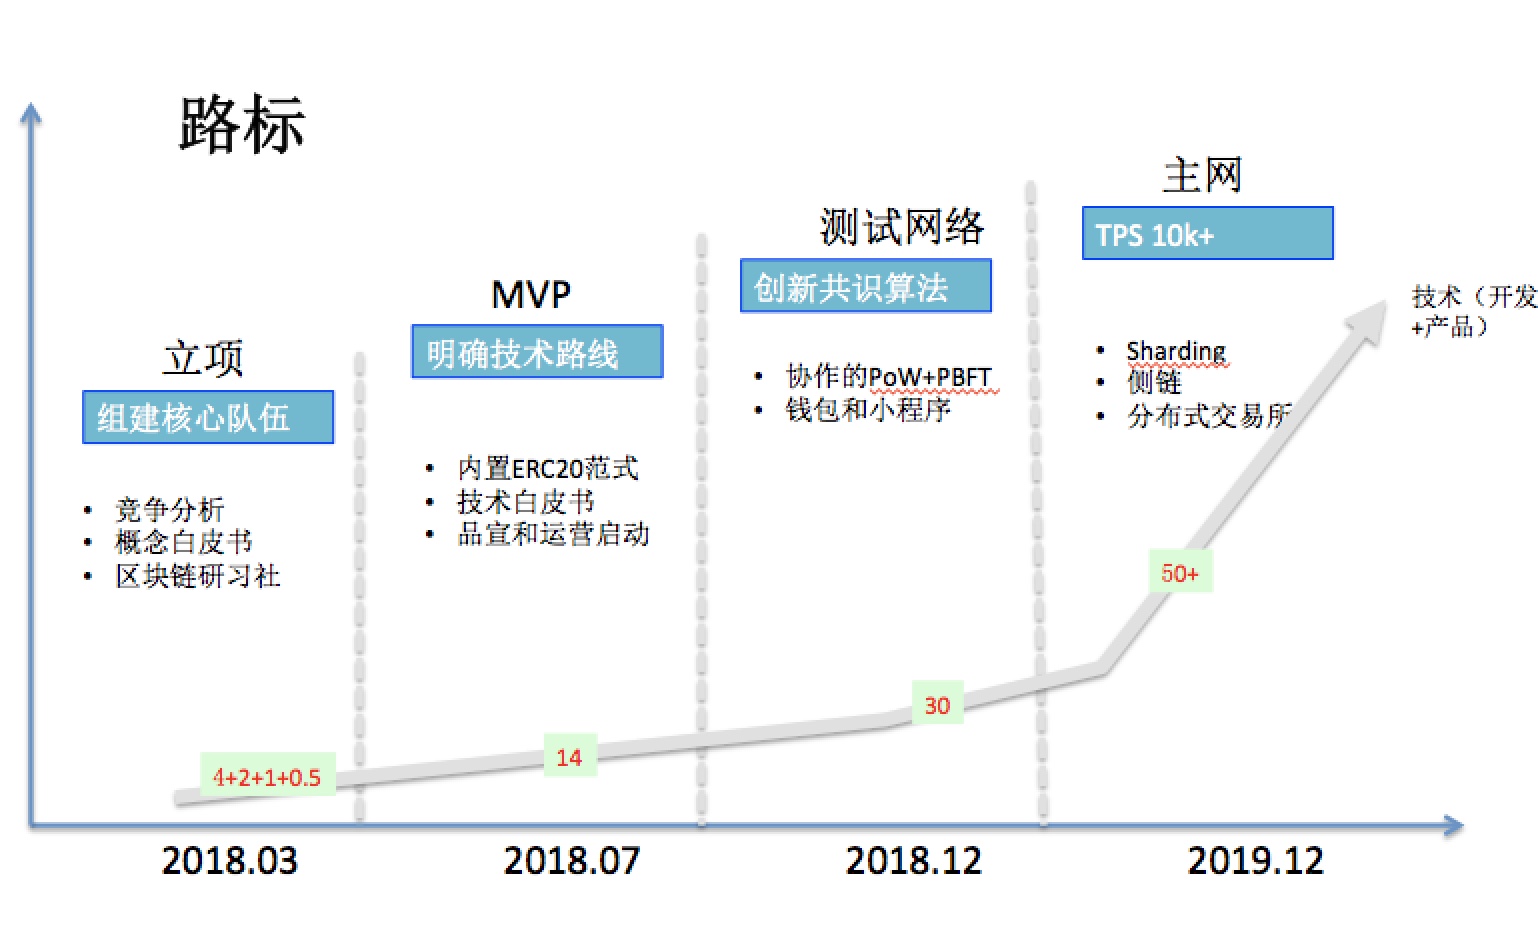 路标
立项
组建核心队伍
• 竞争分析
• 概念白皮书
• 区块链研习社
MVP
明确技术路线
• 内置ERC20范式
• 技术白皮书
• 品宣和运营启动
测试网络
创新共识算法
• 协作的PoW+PBFT
• 钱包和小程序
主网
TPS 10k+
• Sharding
• 侧链
• 分布式交易所
技术（开发
+产品）
4+2+1+0.5
14
30
50+
2018.03
2018.07
2018.12
2019.12